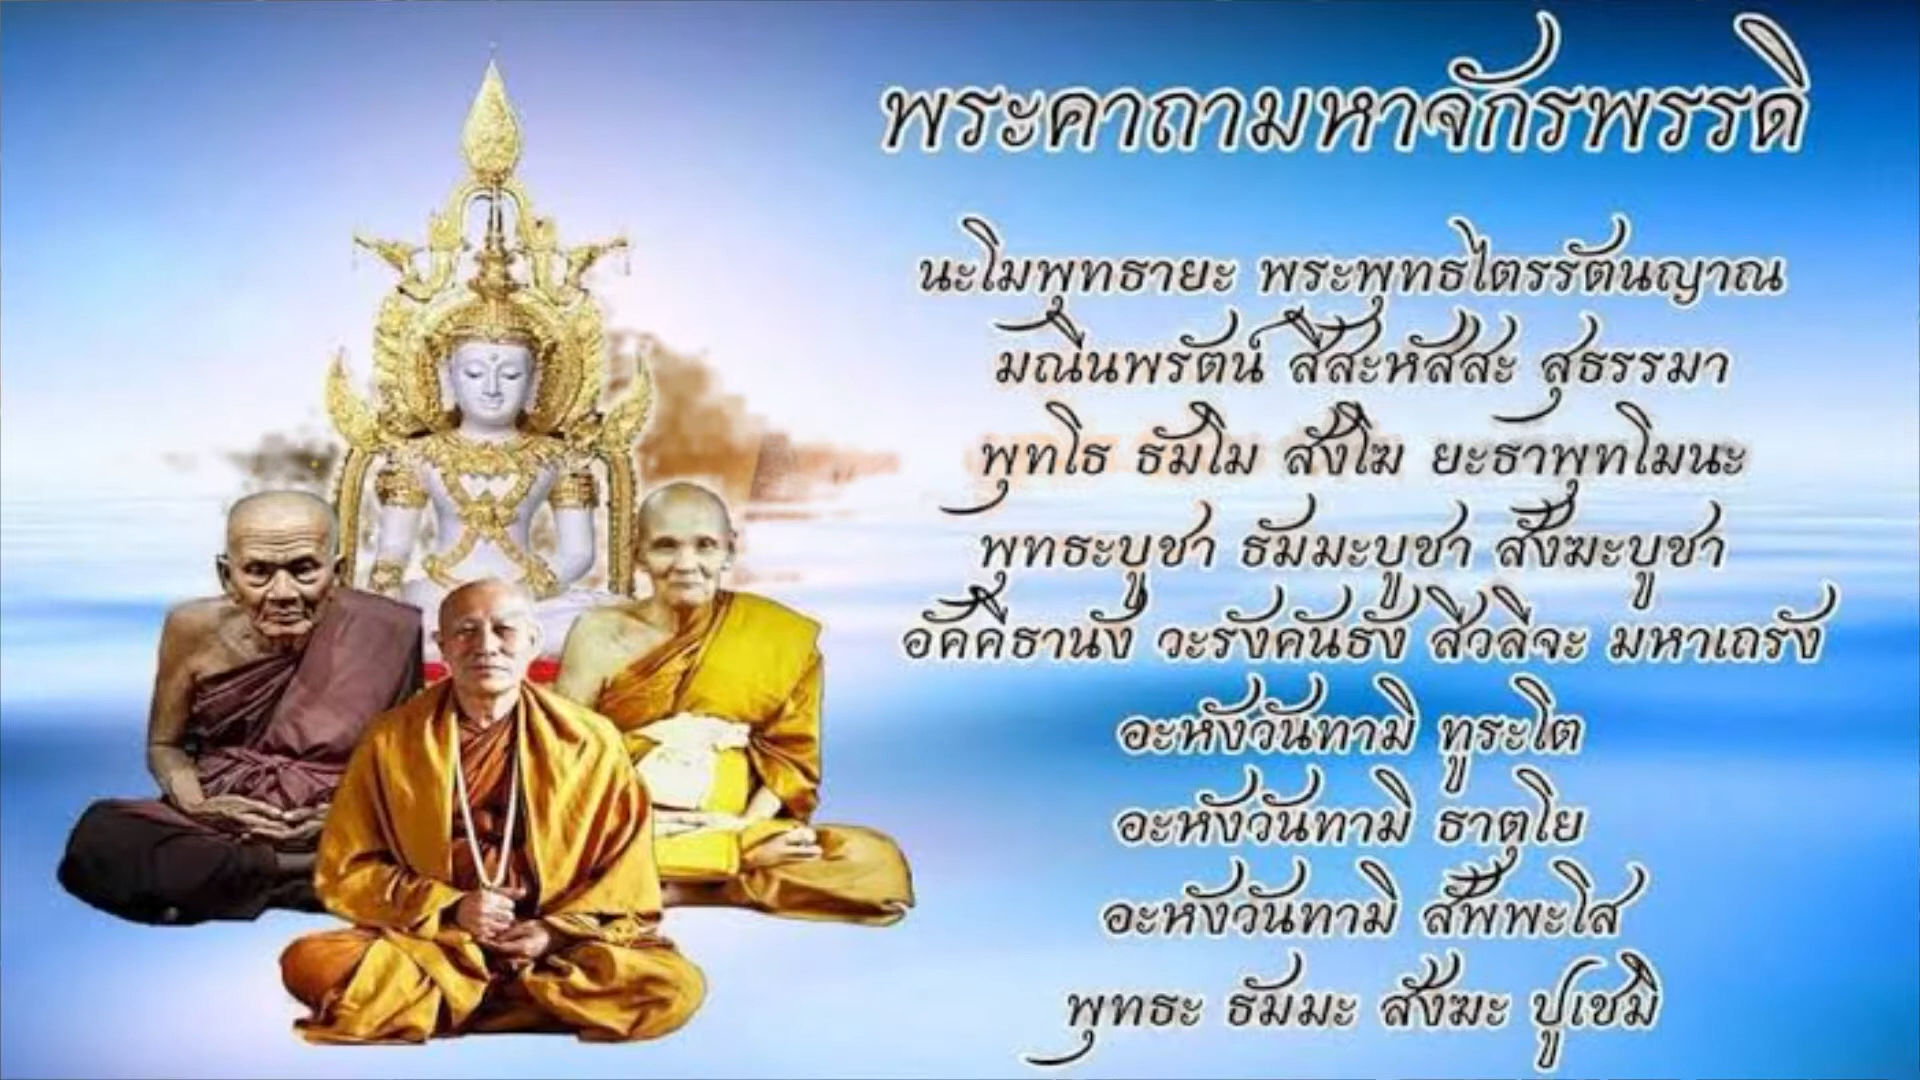 พระคาถามหาจักรพรรดิ
นะโมพุทธายะ พระพุทธไตรรัตนญาณ
มณีนพรัตน์ สีสะหัสสะ สุธรรมา
พุทโธ ธัมโม สังโฆ ยะธาพุทโมนะ
พุทธะบูชา ธัมมะบูชา สังฆะบูชา
อัคคีธานัง วะรังคันธัง สีวลีจะ มหาเถรัง
อะหังวันทามิ ทูระโต
อะหังวันทามิ ธาตุโย
อะหังวันทามิ สัพพะโส
พุทธะ ธัมมะ สังฆะ ปูเชมิ